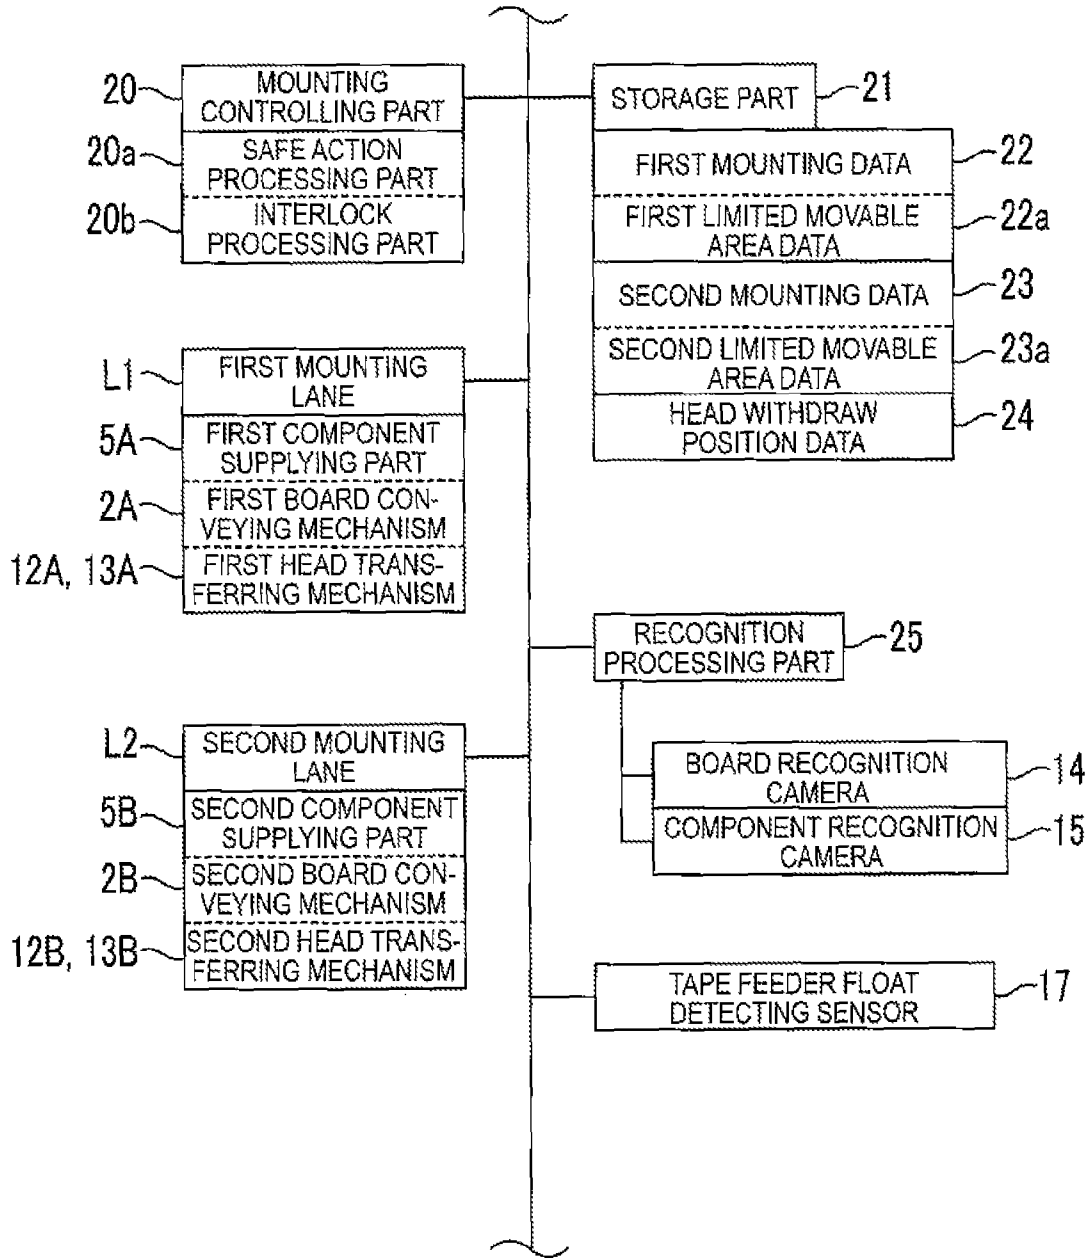 20
MOUNTING
CONTROLLING PART
20a
SAFE ACTION
PROCESSING PART
20b
INTERLOCK
PROCESSING PART
STORAGE PART
21
FIRST MOUNTING DATA
22
FIRST LIMITED MOVABLE
AREA DATA
22a
SECOND MOUNTING DATA
23
SECOND LIMITED MOVABLE
AREA DATA
23a
HEAD WITHDRAW
POSITION DATA
24
L1
FIRST MOUNTING
LANE
5A
FIRST COMPONENT
SUPPLYING PART
2A
FIRST BOARD CON-
VEYING MECHANISM
12A, 13A
FIRST HEAD TRANS-
FERRING MECHANISM
RECOGNITION
PROCESSING PART
25
BOARD RECOGNITION
CAMERA
14
COMPONENT RECOGNITION
CAMERA
15
L2
SECOND MOUNTING
LANE
5B
SECOND COMPONENT
SUPPLYING PART
2B
SECOND BOARD CON-
VEYING MECHANISM
12B, 13B
SECOND HEAD TRANS-
FERRING MECHANISM
TAPE FEEDER FLOAT
DETECTING SENSOR
17